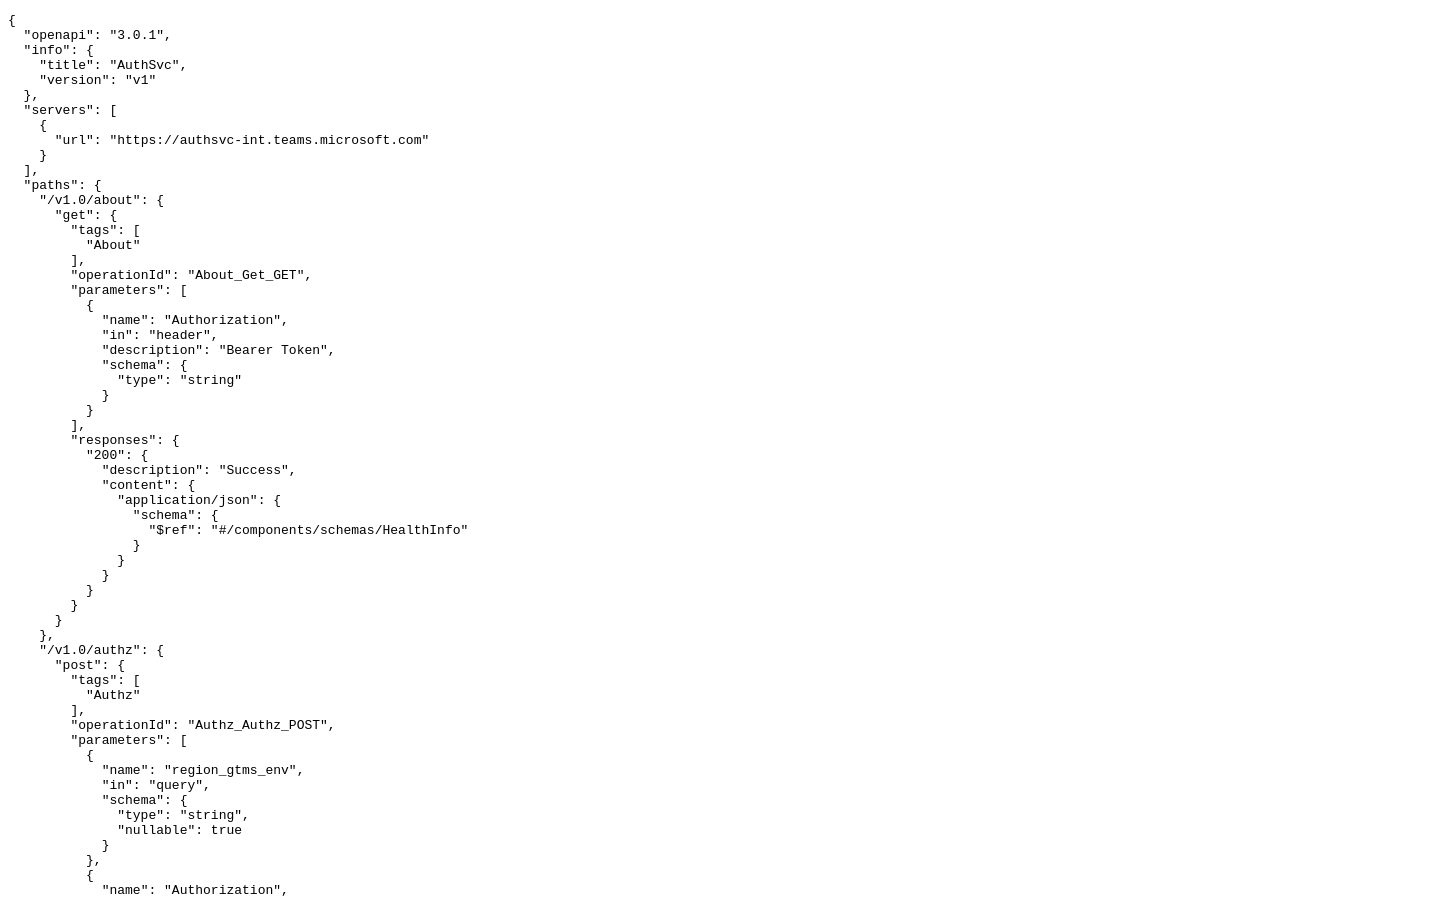 {
  "openapi": "3.0.1",
  "info": {
    "title": "AuthSvc",
    "version": "v1"
  },
  "servers": [
    {
      "url": "https://authsvc-int.teams.microsoft.com"
    }
  ],
  "paths": {
    "/v1.0/about": {
      "get": {
        "tags": [
          "About"
        ],
        "operationId": "About_Get_GET",
        "parameters": [
          {
            "name": "Authorization",
            "in": "header",
            "description": "Bearer Token",
            "schema": {
              "type": "string"
            }
          }
        ],
        "responses": {
          "200": {
            "description": "Success",
            "content": {
              "application/json": {
                "schema": {
                  "$ref": "#/components/schemas/HealthInfo"
                }
              }
            }
          }
        }
      }
    },
    "/v1.0/authz": {
      "post": {
        "tags": [
          "Authz"
        ],
        "operationId": "Authz_Authz_POST",
        "parameters": [
          {
            "name": "region_gtms_env",
            "in": "query",
            "schema": {
              "type": "string",
              "nullable": true
            }
          },
          {
            "name": "Authorization",